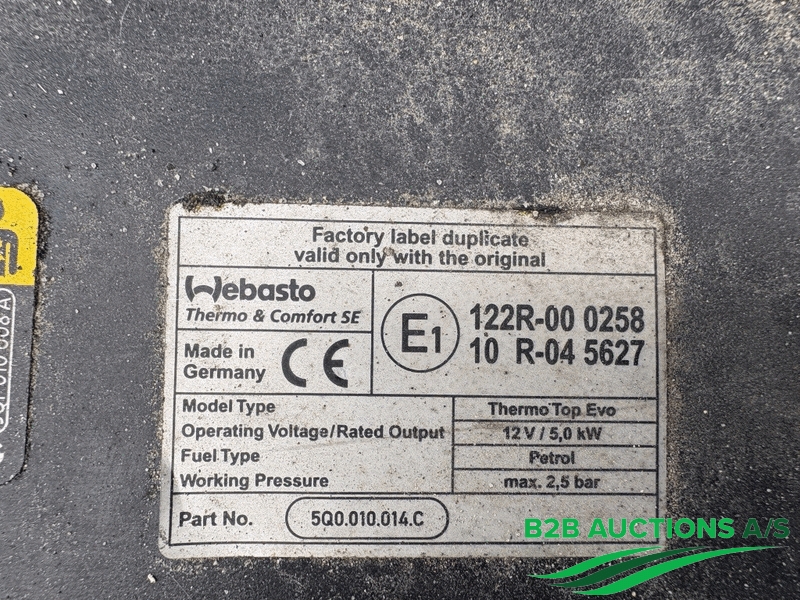 Factory label duplicate
valid only with the original
Webasto
Thermo & Comfort SE
Made in
Germany
CE
E1
122R-00 0258
10 R-04 5627
Model Type Thermo Top Evo
Operating Voltage/Rated Output 12 V / 5,0 kW
Fuel Type Petrol
Working Pressure max. 2,5 bar
Part No. 5Q0.010.014.C
B2B AUCTIONS A/S